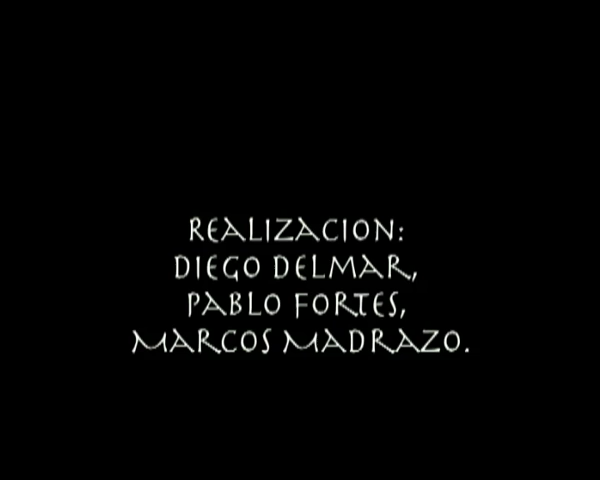 REALIZACION:
DIEGO DELMAR,
PABLO FORTES,
MARCOS MADRAZO.